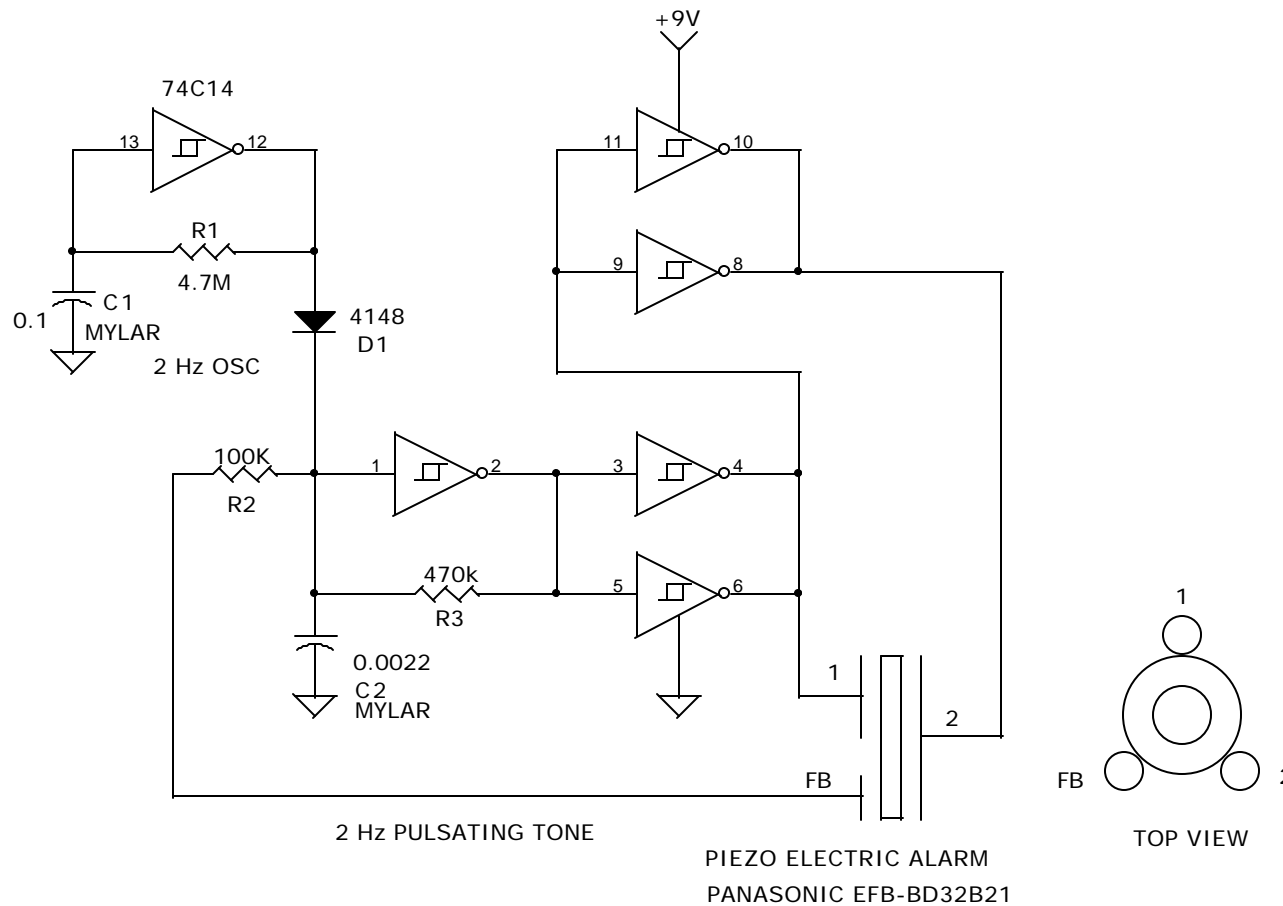 +9V
74C14
13
12
11
10
R1
4.7M
9
8
C1
0.1
MYLAR
4148
D1
2 Hz OSC
100K
R2
1
2
3
4
470k
R3
5
6
0.0022
C2
MYLAR
1
2
FB
1
FB
2
2 Hz PULSATING TONE
TOP VIEW
PIEZO ELECTRIC ALARM
PANASONIC EFB-BD32B21